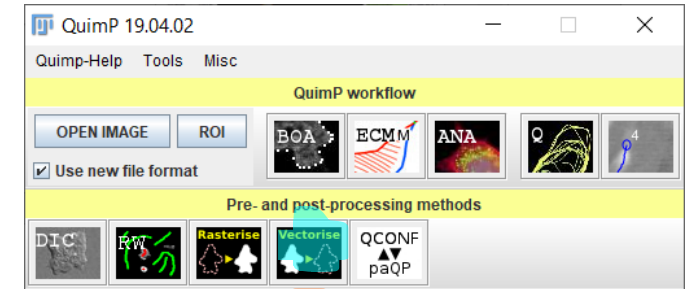 QuimP 19.04.02
Quimp-Help Tools Misc
QuimP workflow
OPEN IMAGE ROI BOA ECMM ANA Q 4
Use new file format
Pre- and post-processing methods
DIC RW Rasterise Vectorise QCONF
paQP